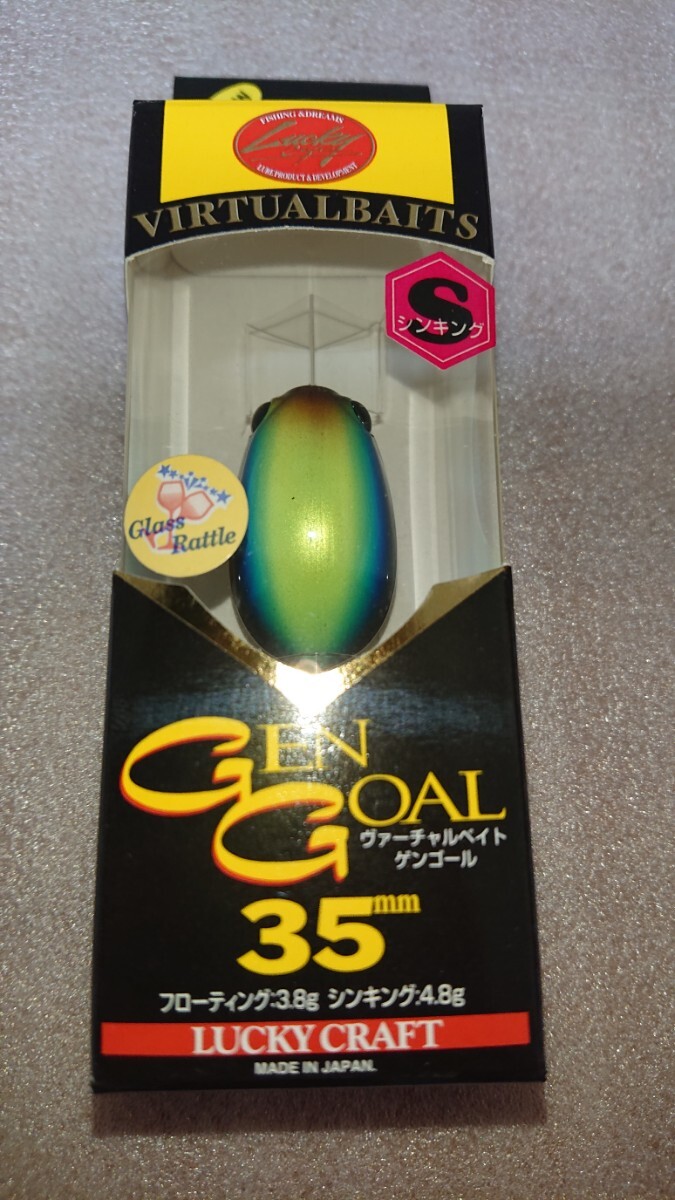 FISHING & DREAMS
Lucky
LURE PRODUCT & DEVELOPMENT
VIRTUALBAITS
S
シンキング
Glass
Rattle
GEN
GOAL
ヴァーチャルベイト
ゲンゴール
35mm
フローティング:3.8g シンキング:4.8g
LUCKY CRAFT
MADE IN JAPAN.